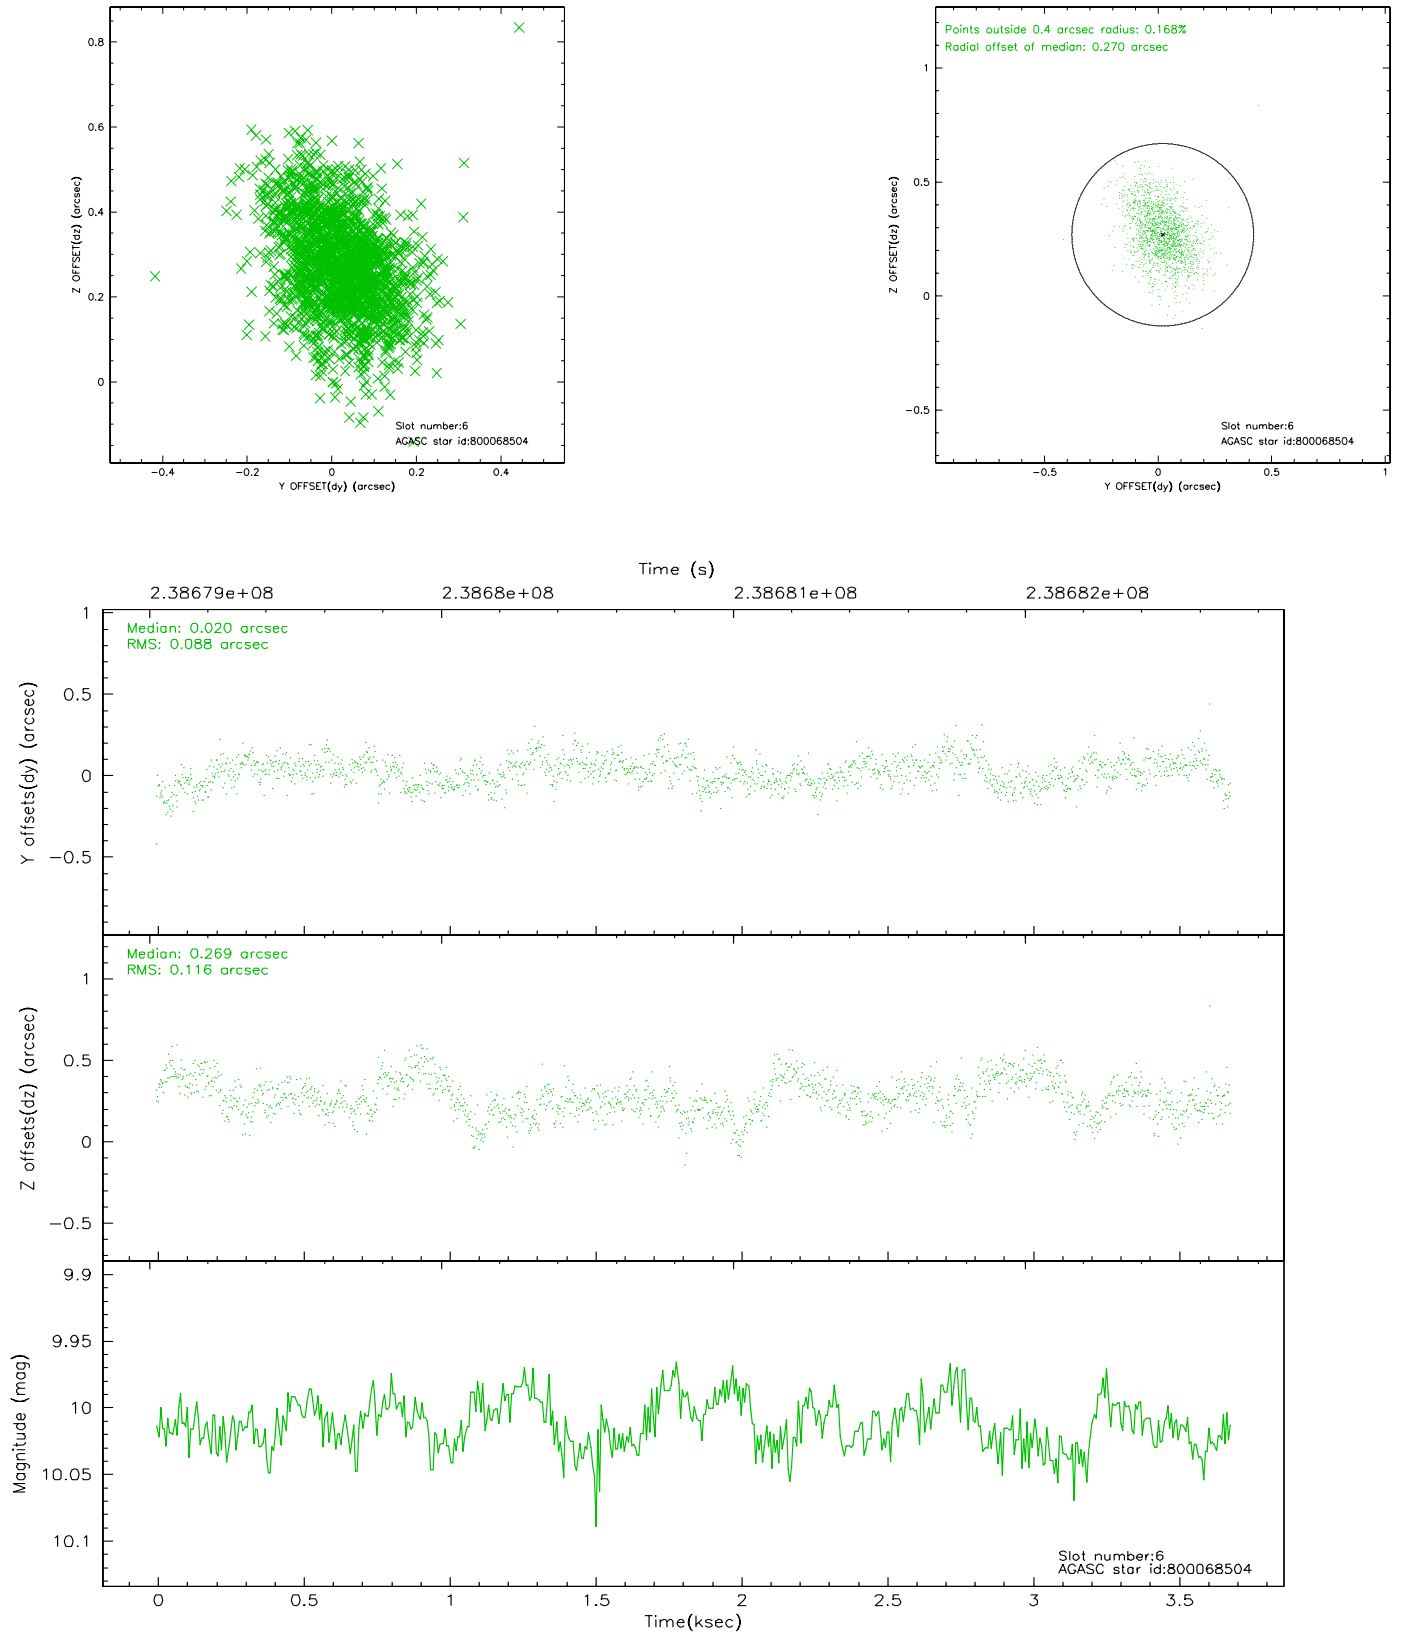 0.8
0.6
0.4
0.2
0
Z OFFSET(dz) (arcsec)
−0.4
−0.2
0
0.2
0.4
Y OFFSET(dy) (arcsec)
Slot number:6
AGASC star id:800068504
Points outside 0.4 arcsec radius: 0.168%
Radial offset of median: 0.270 arcsec
1
0.5
0
−0.5
Z OFFSET(dz) (arcsec)
−0.5
0
0.5
1
Y OFFSET(dy) (arcsec)
Slot number:6
AGASC star id:800068504
Time (s)
2.38679e+08
2.3868e+08
2.38681e+08
2.38682e+08
Median: 0.020 arcsec
RMS: 0.088 arcsec
1
0.5
0
−0.5
Y offsets(dy) (arcsec)
Median: 0.269 arcsec
RMS: 0.116 arcsec
1
0.5
0
−0.5
Z offsets(dz) (arcsec)
9.9
9.95
10
10.05
10.1
Magnitude (mag)
Slot number:6
AGASC star id:800068504
0
0.5
1
1.5
2
2.5
3
3.5
Time(ksec)